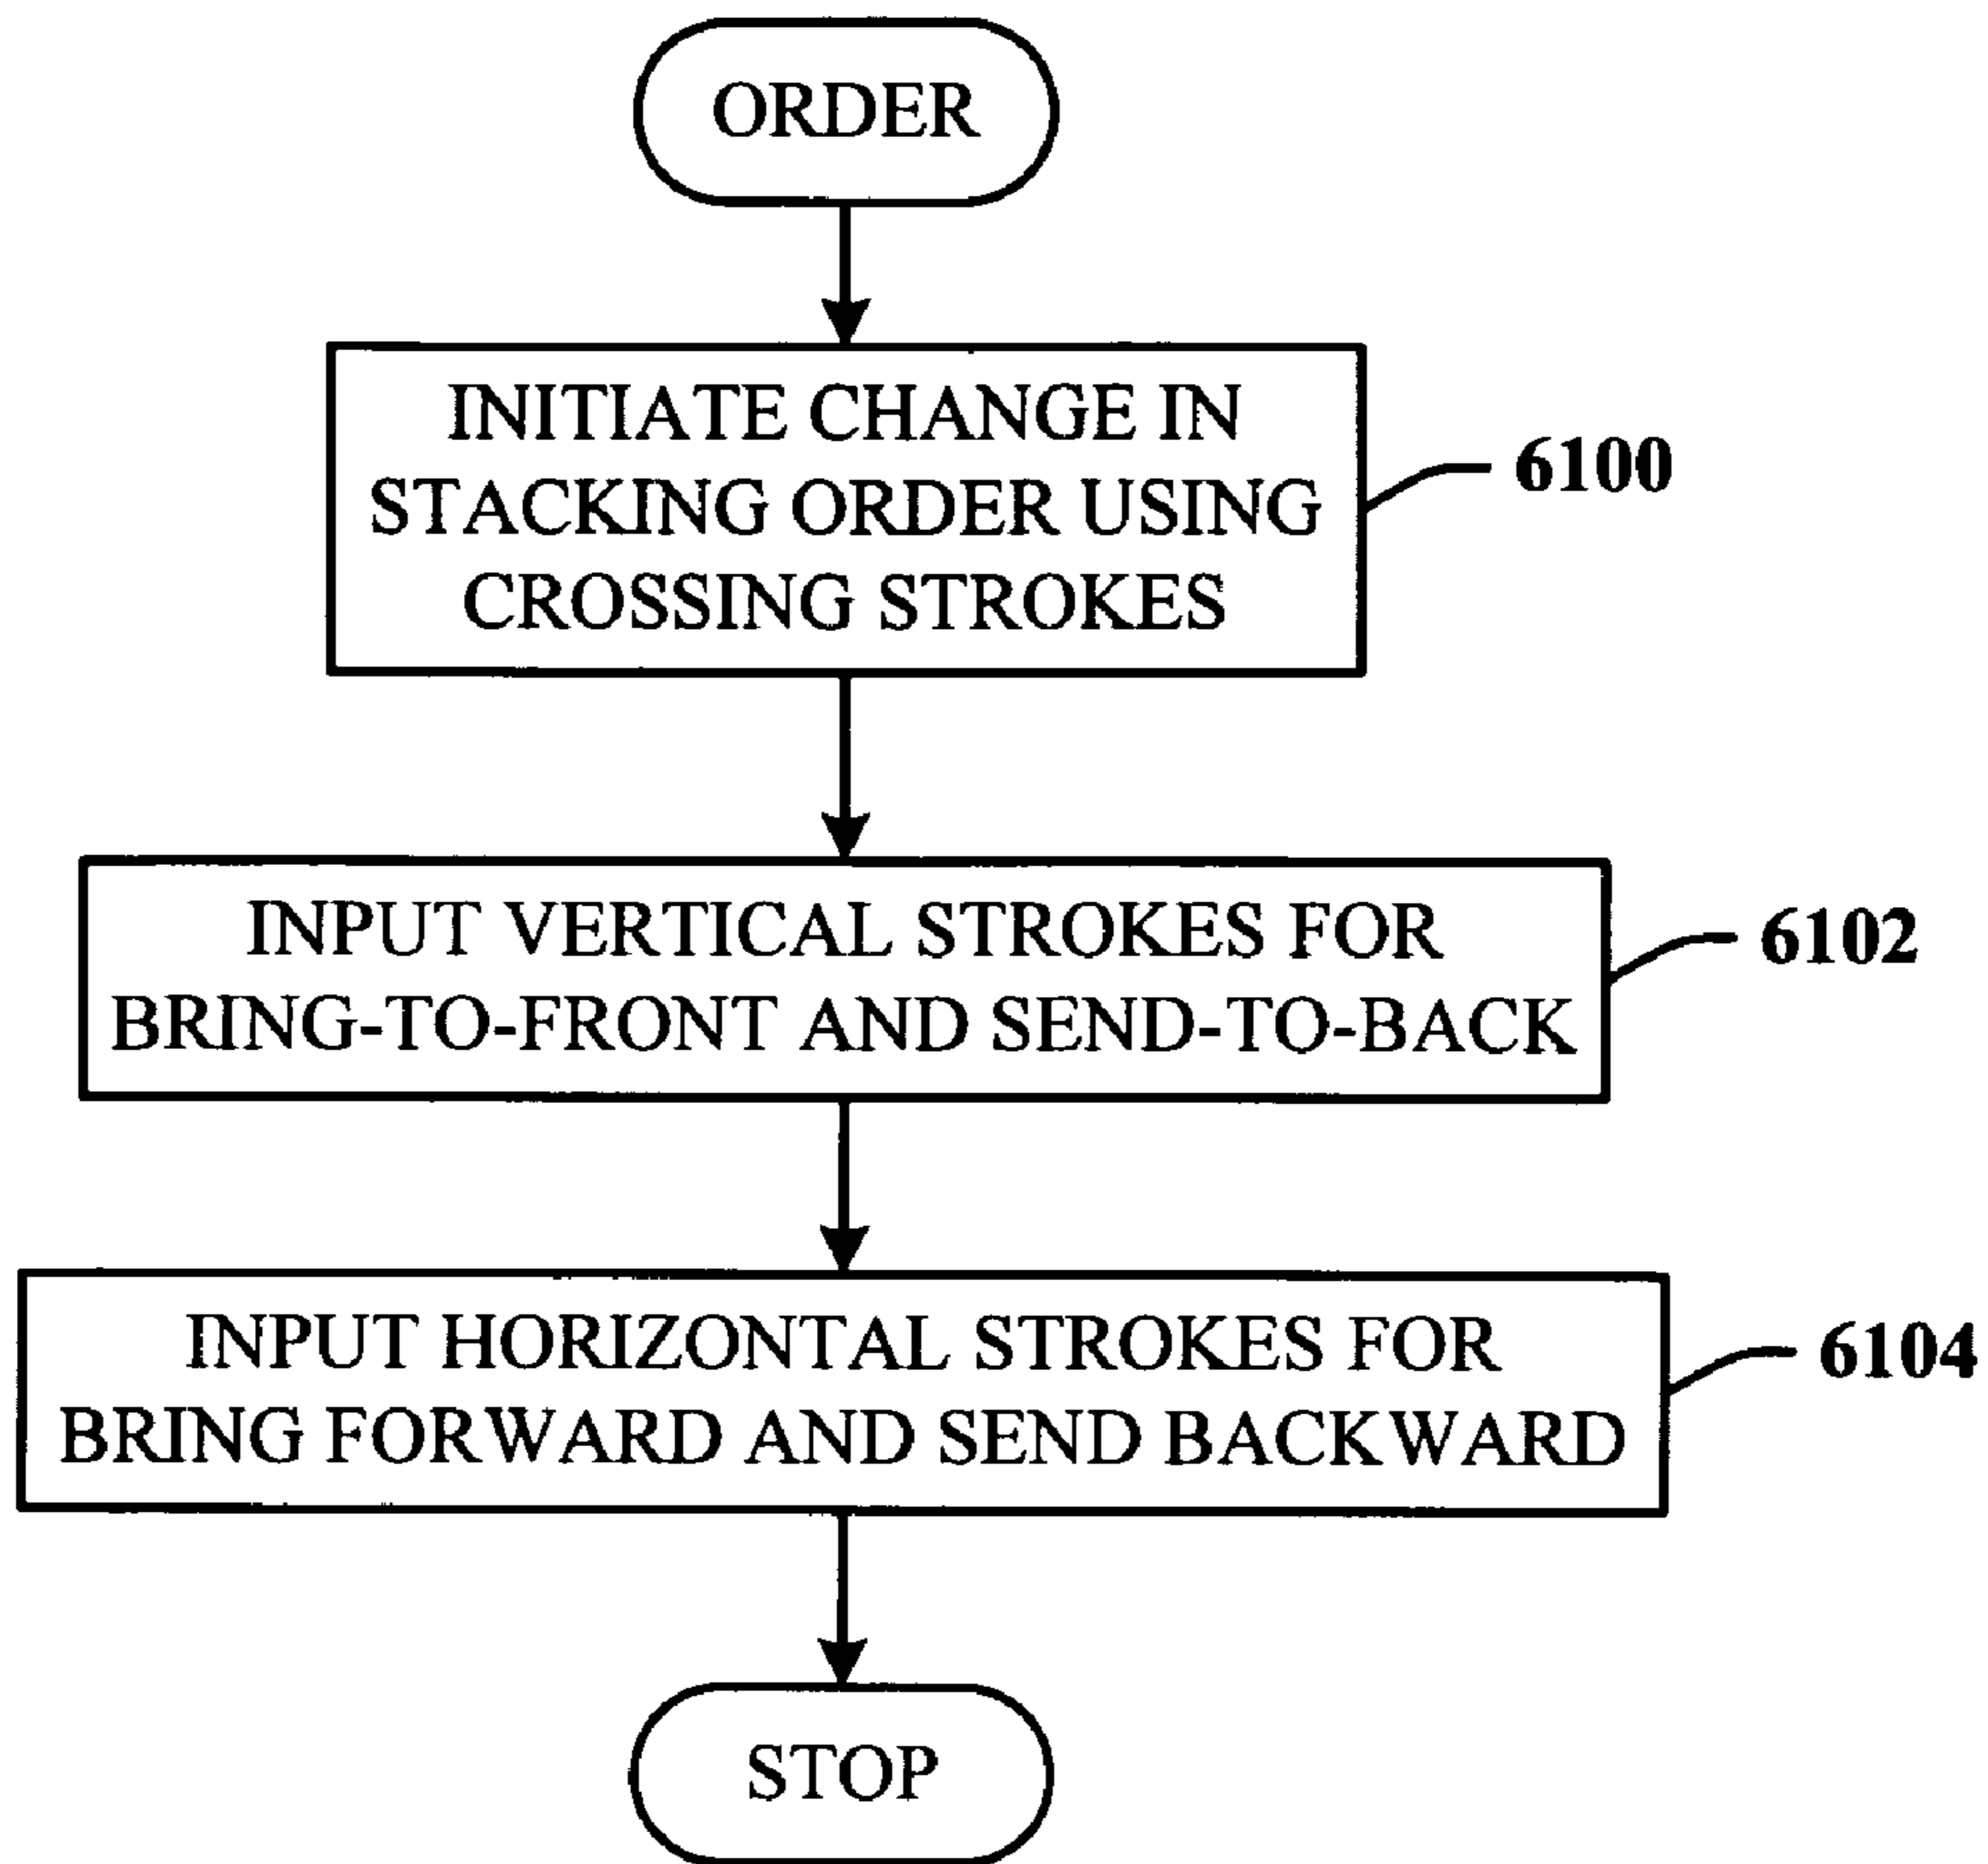 ORDER
INITIATE CHANGE IN
STACKING ORDER USING
CROSSING STROKES
6100
INPUT VERTICAL STROKES FOR
BRING-TO-FRONT AND SEND-TO-BACK
6102
INPUT HORIZONTAL STROKES FOR
BRING FORWARD AND SEND BACKWARD
6104
STOP